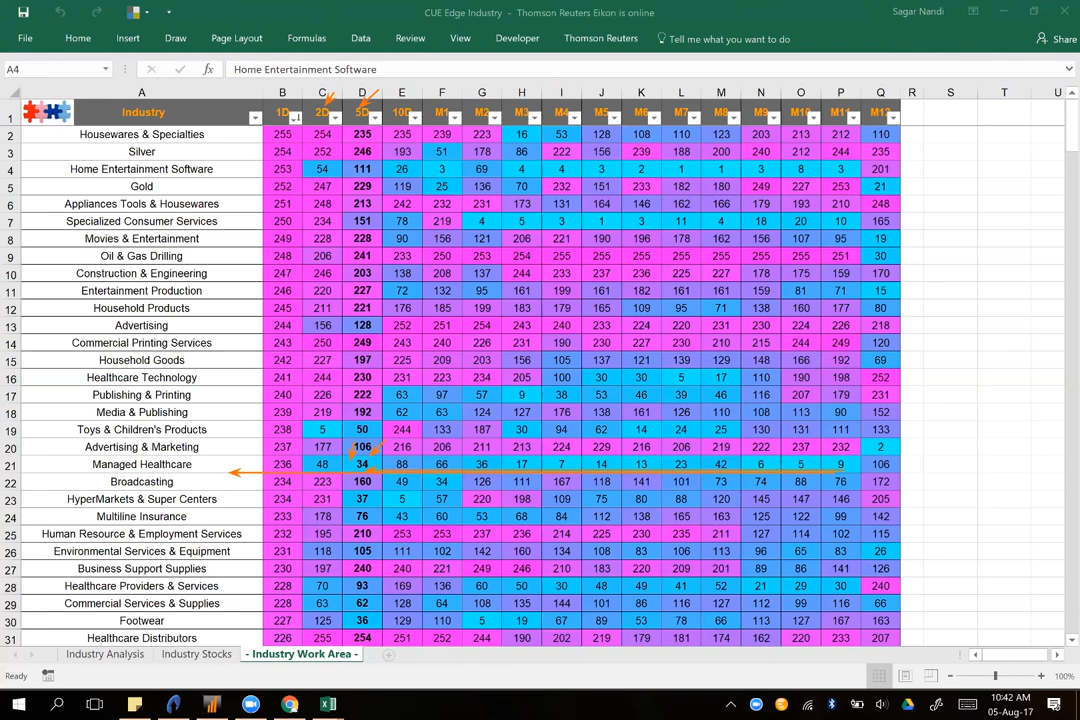 CUE Edge Industry - Thomson Reuters Eikon is online
Sagar Nandi
File Home Insert Draw Page Layout Formulas Data Review View Developer Thomson Reuters Tell me what you want to do Share
A4 fx Home Entertainment Software
A B C D E F G H I J K L M N O P Q R S T U
1 Industry 1D 2D 5D 10D M1 M2 M3 M4 M5 M6 M7 M8 M9 M10 M11 M12
2 Housewares & Specialties 255 254 235 235 239 223 16 53 128 108 110 123 203 213 212 110
3 Silver 254 252 246 193 51 178 86 222 156 239 188 200 240 212 244 235
4 Home Entertainment Software 253 54 111 26 3 69 4 4 3 2 1 1 3 8 3 201
5 Gold 252 247 229 119 25 136 70 232 151 233 182 180 249 227 253 21
6 Appliances Tools & Housewares 251 248 213 242 232 231 173 131 164 146 162 166 179 193 210 248
7 Specialized Consumer Services 250 234 151 78 219 4 5 3 1 3 11 4 18 20 10 165
8 Movies & Entertainment 249 228 228 90 156 121 206 221 190 196 178 162 156 107 95 19
9 Oil & Gas Drilling 248 206 241 233 250 253 254 255 255 255 255 255 255 255 251 30
10 Construction & Engineering 247 246 203 138 208 137 244 233 237 236 225 227 178 175 159 170
11 Entertainment Production 246 220 227 72 132 95 161 199 161 182 161 161 159 81 71 15
12 Household Products 245 211 221 176 185 199 183 178 165 109 95 71 138 112 177 80
13 Advertising 244 156 128 252 251 254 243 240 233 224 220 231 230 224 226 218
14 Commercial Printing Services 243 250 249 243 240 226 231 190 230 227 230 210 215 244 249 120
15 Household Goods 242 227 197 225 209 203 156 105 137 121 139 129 148 166 192 69
16 Healthcare Technology 241 244 230 231 223 234 205 100 30 30 5 17 110 190 198 252
17 Publishing & Printing 240 226 222 63 97 57 9 38 53 46 39 46 116 207 179 231
18 Media & Publishing 239 219 192 62 63 124 127 176 138 161 126 110 108 113 90 152
19 Toys & Children's Products 238 5 50 244 133 187 30 94 62 14 24 25 130 131 111 133
20 Advertising & Marketing 237 177 106 216 206 211 213 224 229 216 206 219 222 237 232 2
21 Managed Healthcare 236 48 34 88 66 36 17 7 14 13 23 42 6 5 9 106
22 Broadcasting 234 223 160 49 34 126 111 167 118 141 101 73 74 88 76 172
23 HyperMarkets & Super Centers 234 231 37 5 57 220 198 109 75 80 88 120 145 147 146 205
24 Multiline Insurance 233 178 76 43 60 53 68 84 112 138 165 163 125 122 99 142
25 Human Resource & Employment Services 232 195 210 253 253 237 236 214 225 230 235 211 127 114 102 115
26 Environmental Services & Equipment 231 118 105 111 102 142 160 134 108 83 106 113 96 65 83 26
27 Business Support Supplies 230 197 240 240 221 249 246 210 183 220 209 201 89 86 141 126
28 Healthcare Providers & Services 228 70 93 169 136 60 50 30 48 49 41 52 21 29 30 240
29 Commercial Services & Supplies 228 63 62 128 64 108 135 144 101 86 116 127 112 99 116 66
30 Footwear 227 125 36 129 110 5 19 67 89 53 78 66 113 127 163 167
31 Healthcare Distributors 226 255 254 251 252 244 190 202 219 179 181 174 162 220 233 207
Industry Analysis Industry Stocks - Industry Work Area -
Ready 100%
10:42 AM
05-Aug-17